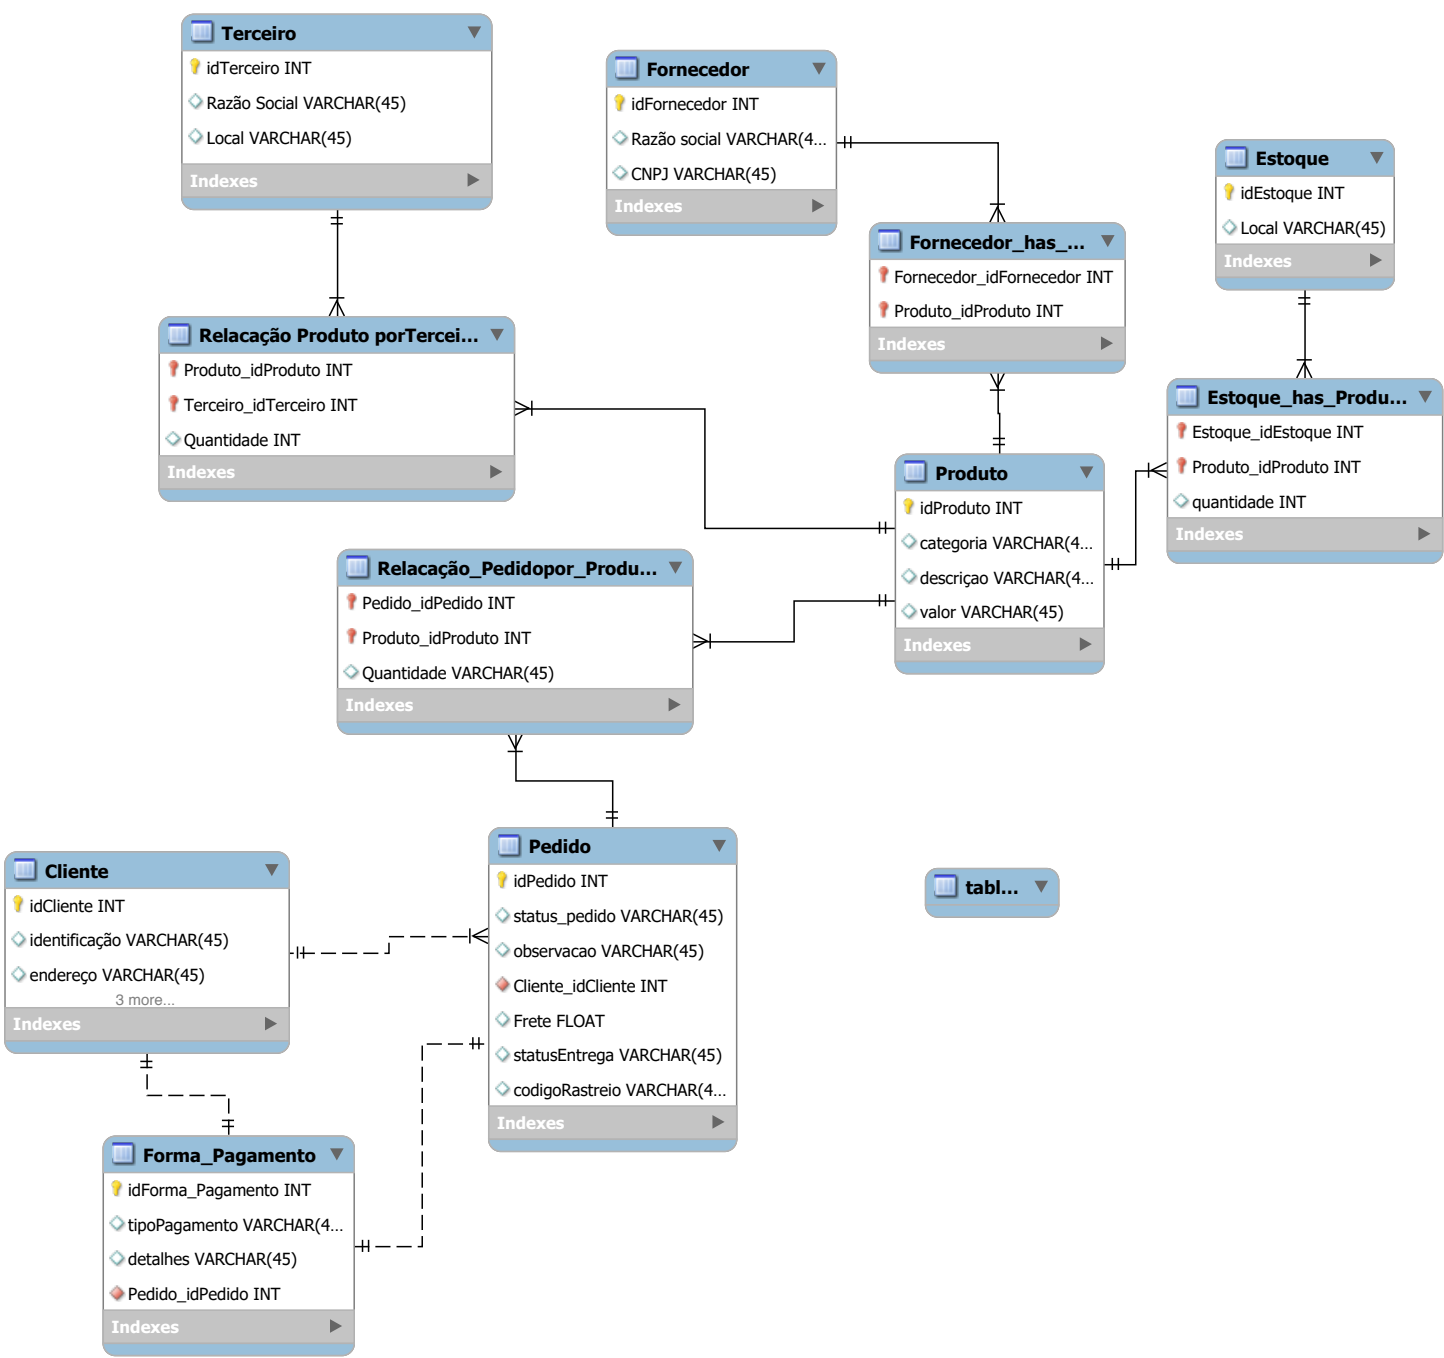 Terceiro
idTerceiro INT
Razão Social VARCHAR(45)
Local VARCHAR(45)
Indexes
Fornecedor
idFornecedor INT
Razão social VARCHAR(4...
CNPJ VARCHAR(45)
Indexes
Estoque
idEstoque INT
Local VARCHAR(45)
Indexes
Fornecedor_has_...
Fornecedor_idFornecedor INT
Produto_idProduto INT
Indexes
Relacação Produto porTercei...
Produto_idProduto INT
Terceiro_idTerceiro INT
Quantidade INT
Indexes
Estoque_has_Produ...
Estoque_idEstoque INT
Produto_idProduto INT
quantidade INT
Indexes
Produto
idProduto INT
categoria VARCHAR(4...
descriçao VARCHAR(4...
valor VARCHAR(45)
Indexes
Relacação_Pedidopor_Produ...
Pedido_idPedido INT
Produto_idProduto INT
Quantidade VARCHAR(45)
Indexes
Pedido
idPedido INT
status_pedido VARCHAR(45)
observacao VARCHAR(45)
Cliente_idCliente INT
Frete FLOAT
statusEntrega VARCHAR(45)
codigoRastreio VARCHAR(4...
Indexes
Cliente
idCliente INT
identificação VARCHAR(45)
endereço VARCHAR(45)
3 more...
Indexes
tabl...
Forma_Pagamento
idForma_Pagamento INT
tipoPagamento VARCHAR(4...
detalhes VARCHAR(45)
Pedido_idPedido INT
Indexes